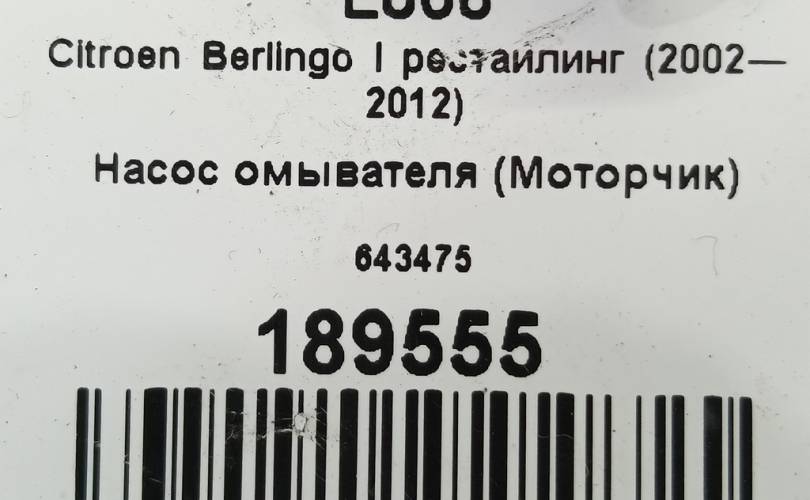 Citroen Berlingo I рестайлинг (2002—
2012)
Насос омывателя (Моторчик)
643475
189555